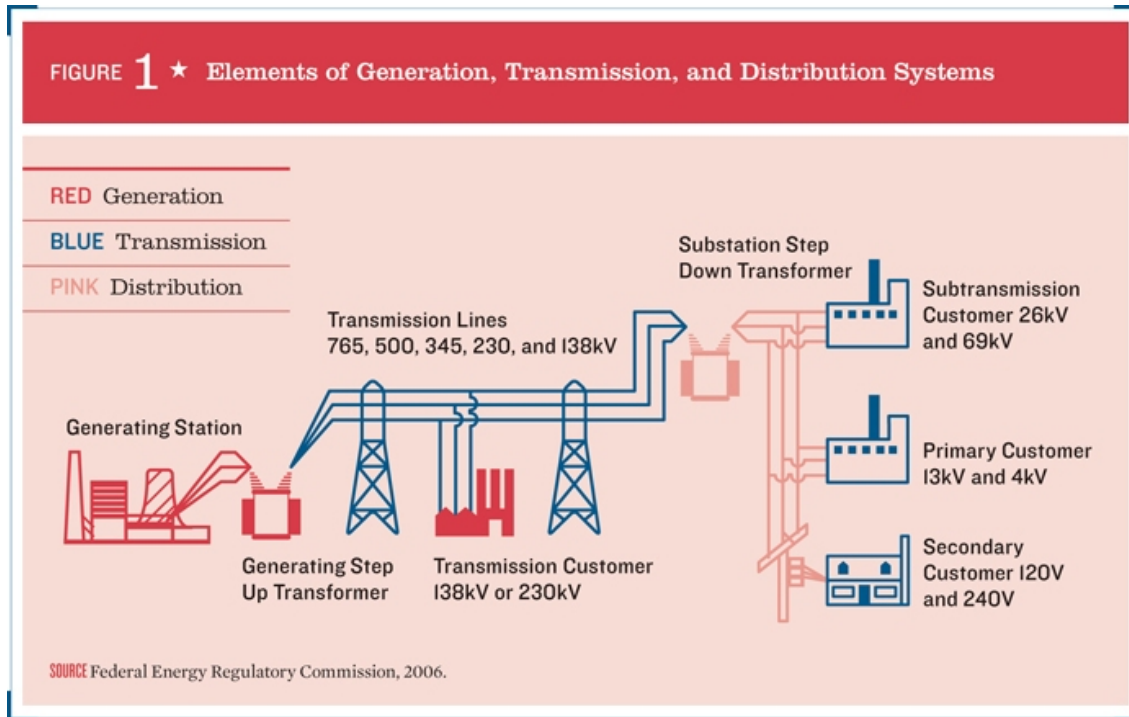 FIGURE 1 ★ Elements of Generation, Transmission, and Distribution Systems
RED Generation
BLUE Transmission
PINK Distribution
Substation Step
Down Transformer
Subtransmission
Customer 26kV
and 69kV
Transmission Lines
765, 500, 345, 230, and 138kV
Generating Station
Primary Customer
13kV and 4kV
Generating Step
Up Transformer
Transmission Customer
138kV or 230kV
Secondary
Customer 120V
and 240V
SOURCE Federal Energy Regulatory Commission, 2006.